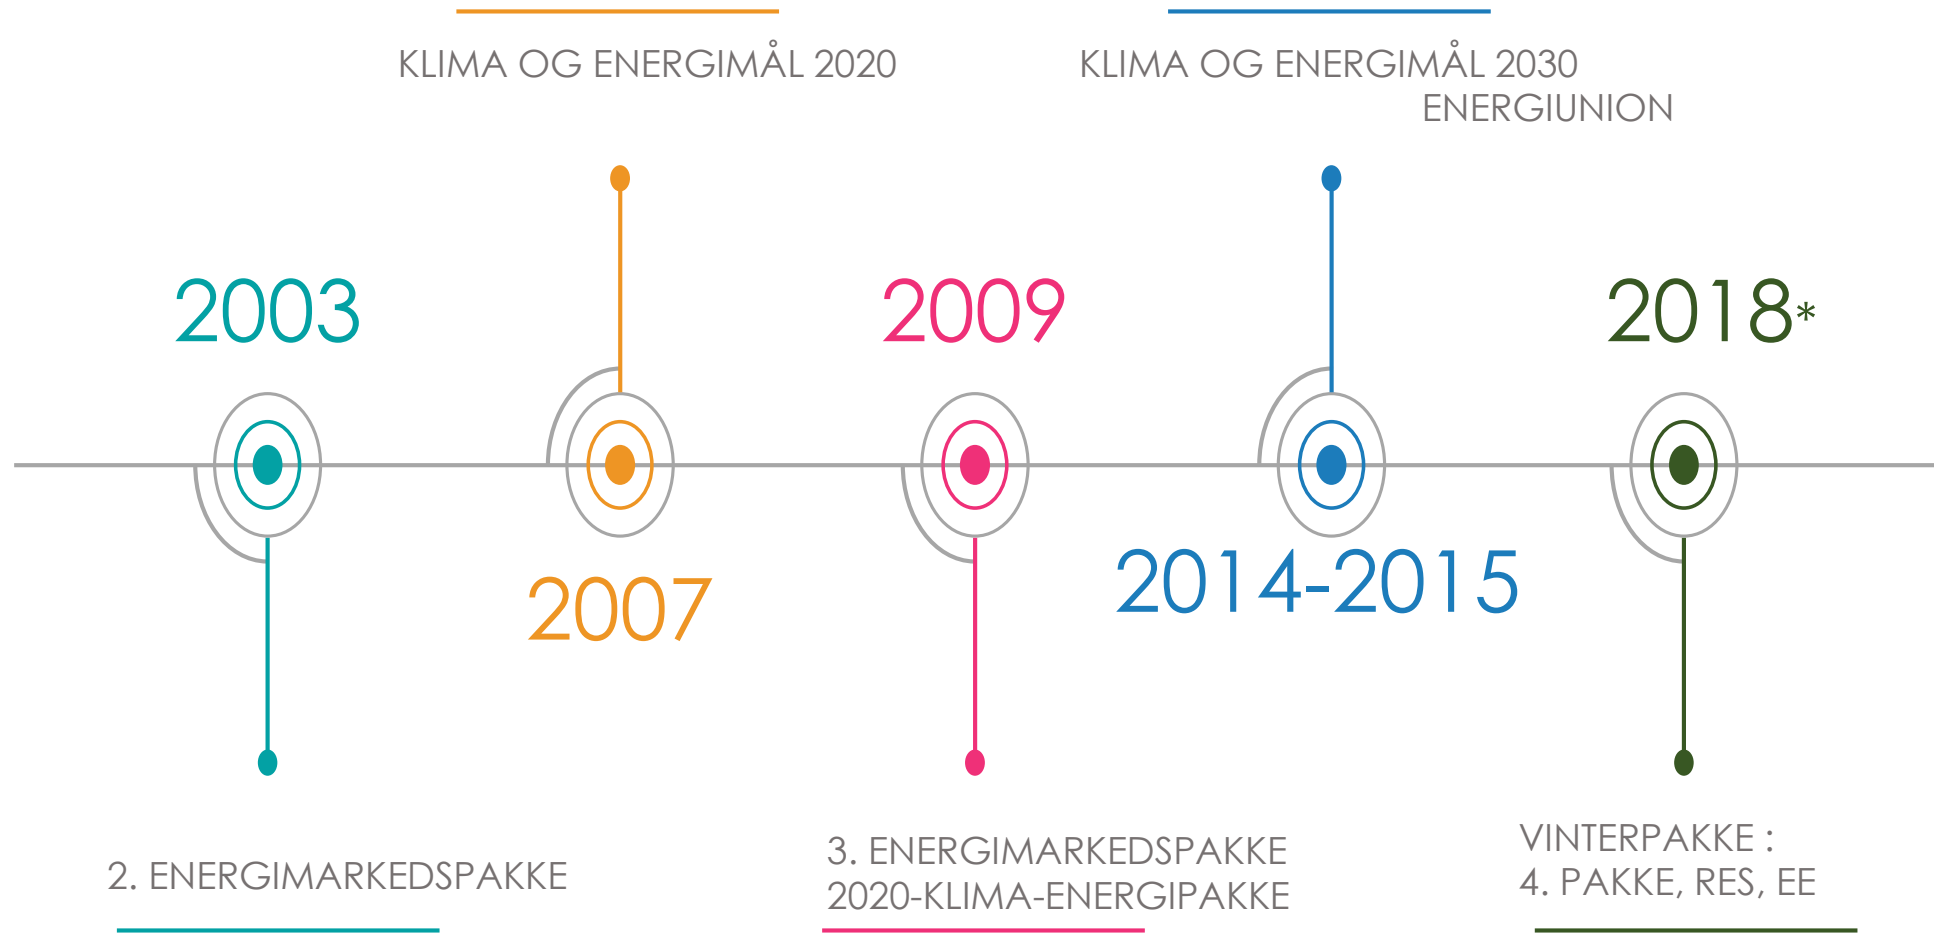 KLIMA OG ENERGIMÅL 2020
KLIMA OG ENERGIMÅL 2030
ENERGIUNION
2003
2009
2018*
2007
2014-2015
2. ENERGIMARKEDSPAKKE
3. ENERGIMARKEDSPAKKE
2020-KLIMA-ENERGIPAKKE
VINTERPAKKE :
4. PAKKE, RES, EE